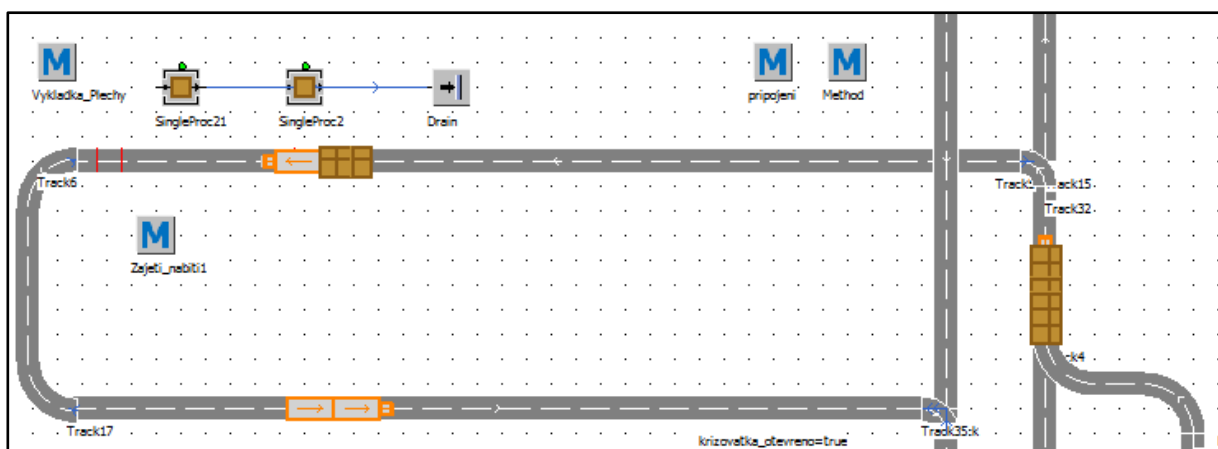 M
M
M
Vykladka_Plechy
SingleProc21
SingleProc2
Drain
pripojeni
Method
Track6
Track15
Track32
M
Zajeti_nabiti1
Track17
krizovatka_otevreno=true